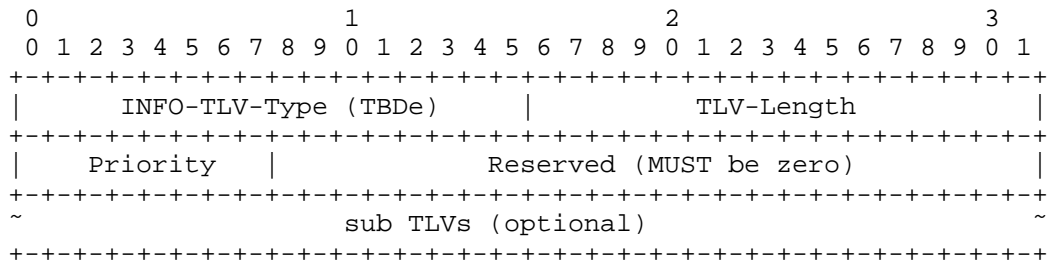 0                   1                   2                   3
 0 1 2 3 4 5 6 7 8 9 0 1 2 3 4 5 6 7 8 9 0 1 2 3 4 5 6 7 8 9 0 1
+-+-+-+-+-+-+-+-+-+-+-+-+-+-+-+-+-+-+-+-+-+-+-+-+-+-+-+-+-+-+-+-+
|      INFO-TLV-Type (TBDe)     |          TLV-Length           |
+-+-+-+-+-+-+-+-+-+-+-+-+-+-+-+-+-+-+-+-+-+-+-+-+-+-+-+-+-+-+-+-+
|    Priority   |             Reserved (MUST be zero)           |
+-+-+-+-+-+-+-+-+-+-+-+-+-+-+-+-+-+-+-+-+-+-+-+-+-+-+-+-+-+-+-+-+
~                    sub TLVs (optional)                        ~
+-+-+-+-+-+-+-+-+-+-+-+-+-+-+-+-+-+-+-+-+-+-+-+-+-+-+-+-+-+-+-+-+